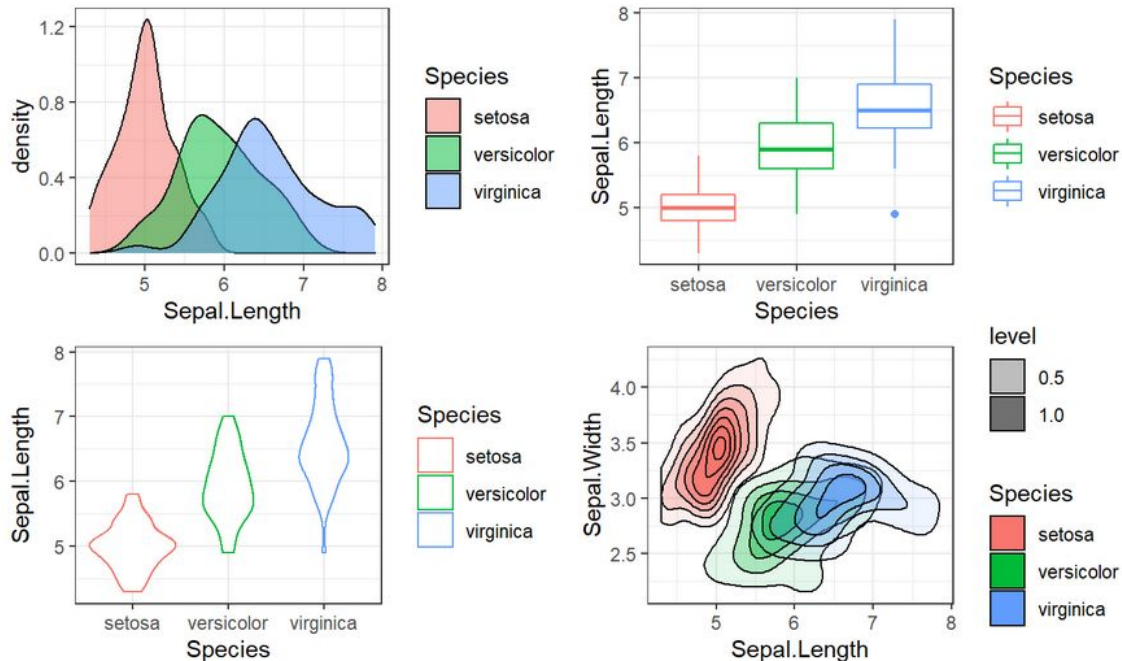 density
1.2
0.8
0.4
0.0
5 6 7 8
Sepal.Length
Species
setosa
versicolor
virginica
Sepal.Length
8
7
6
5
setosa versicolor virginica
Species
Species
setosa
versicolor
virginica
Sepal.Length
8
7
6
5
setosa versicolor virginica
Species
Species
setosa
versicolor
virginica
Sepal.Width
4.0
3.5
3.0
2.5
5 6 7 8
Sepal.Length
level
0.5
1.0
Species
setosa
versicolor
virginica